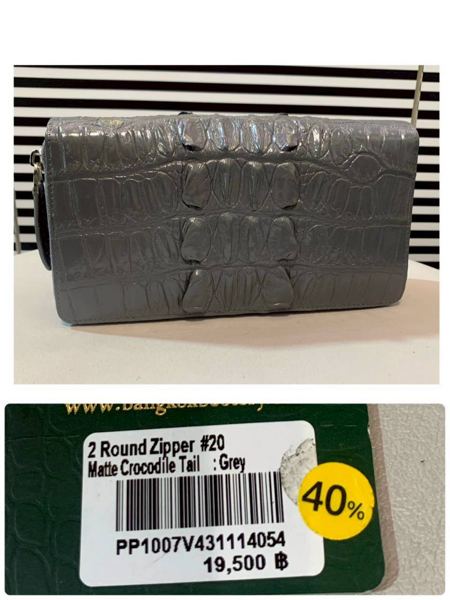 2 Round Zipper #20
Matte Crocodile Tail : Grey
40%
PP1007V431114054
19,500 ฿